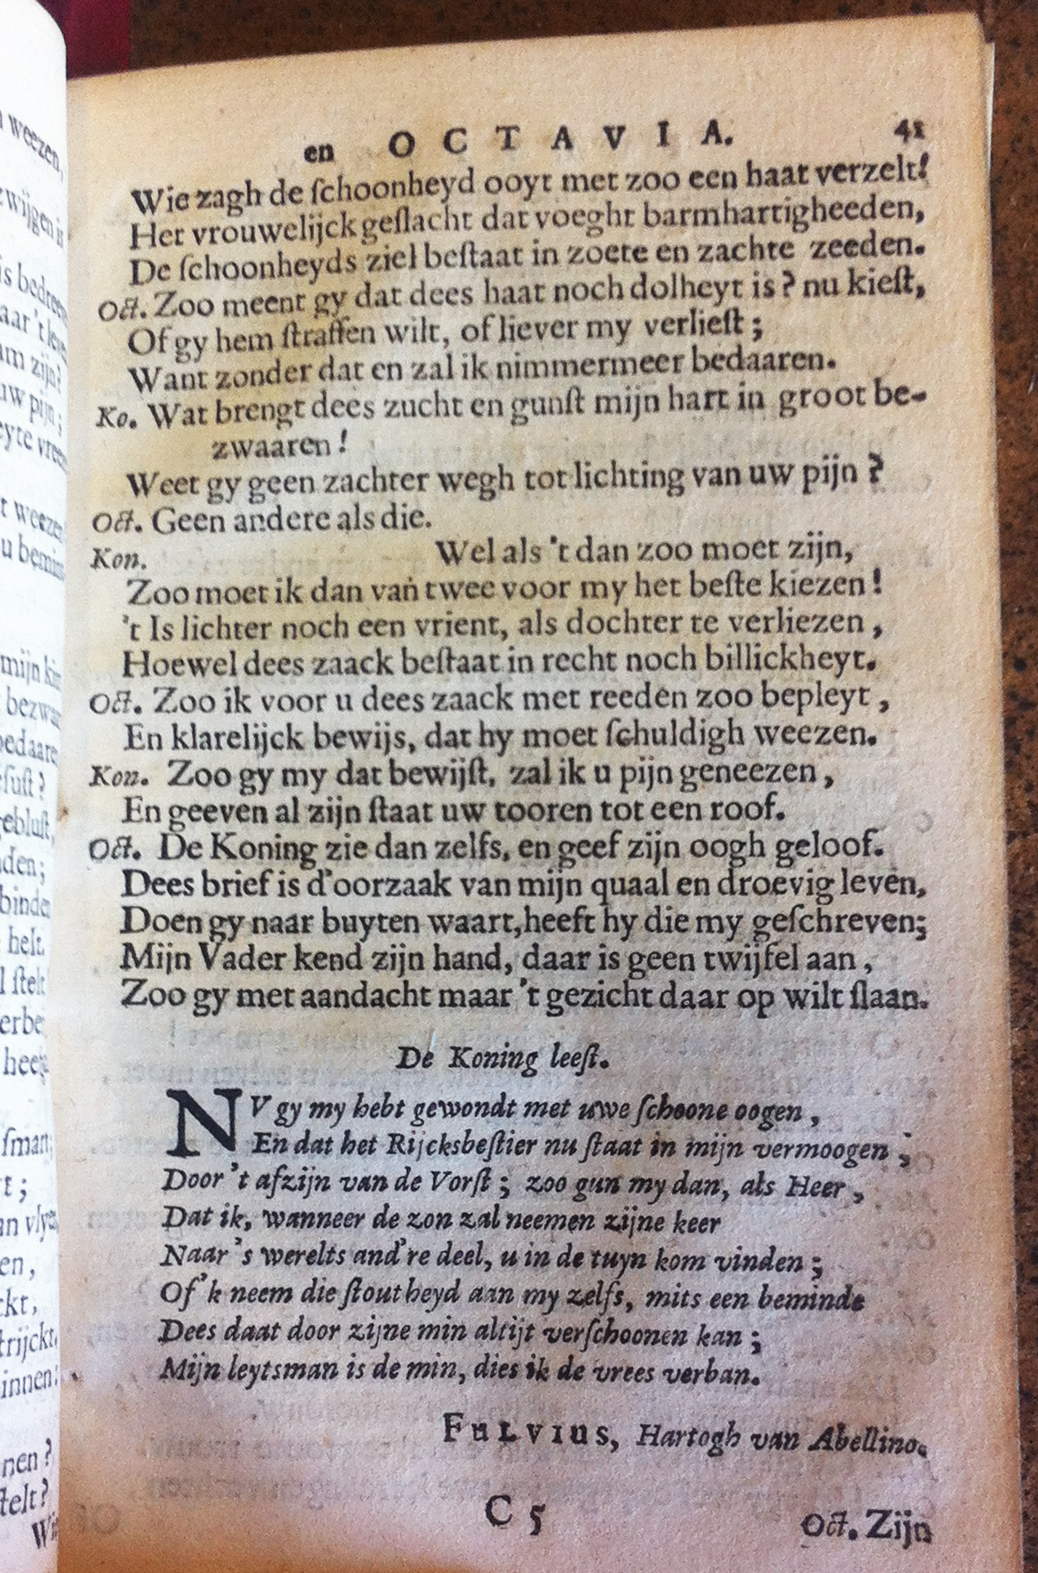 en OCTAVIA. 41
Wie zagh de ſchoonheyd ooyt met zoo een haat verzelt!
Het vrouwelijck geſlacht dat voeght barmhartigheeden,
De ſchoonheyds ziel beſtaat in zoete en zachte zeeden.
Oct. Zoo meent gy dat dees haat noch dolheyt is? nu kieſt,
Of gy hem ſtraffen wilt, of liever my verlieſt;
Want zonder dat en zal ik nimmermeer bedaaren.
Ko. Wat brengt dees zucht en gunſt mijn hart in groot be-
zwaaren!
Weet gy geen zachter wegh tot lichting van uw pijn?
Oct. Geen andere als die.
Kon. Wel als 't dan zoo moet zijn,
Zoo moet ik dan van twee voor my het beſte kiezen!
't Is lichter noch een vrient, als dochter te verliezen,
Hoewel dees zaack beſtaat in recht noch billickheyt.
Oct. Zoo ik voor u dees zaack met reeden zoo bepleyt,
En klarelijck bewijs, dat hy moet ſchuldigh weezen.
Kon. Zoo gy my dat bewijſt, zal ik u pijn geneezen,
En geeven al zijn ſtaat uw tooren tot een roof.
Oct. De Koning zie dan zelfs, en geef zijn oogh geloof.
Dees brief is d'oorzaak van mijn quaal en droevig leven,
Doen gy naar buyten waart, heeft hy die my geſchreven;
Mijn Vader kend zijn hand, daar is geen twijfel aan,
Zoo gy met aandacht maar 't gezicht daar op wilt ſlaan.
De Koning leeſt.
NV gy my hebt gewondt met uwe ſchoone oogen,
En dat het Rijcksbeſtier nu ſtaat in mijn vermoogen;
Door 't afzijn van de Vorſt; zoo gun my dan, als Heer,
Dat ik, wanneer de zon zal neemen zijne keer
Naar 's werelts and're deel, u in de tuyn kom vinden;
Of 'k neem die ſtoutheyd aan my zelfs, mits een beminde
Dees daat door zijne min altijt verſchoonen kan;
Mijn leytsman is de min, dies ik de vrees verban.
FULVIUS, Hartogh van Abellino.
C 5
Oct. Zijn